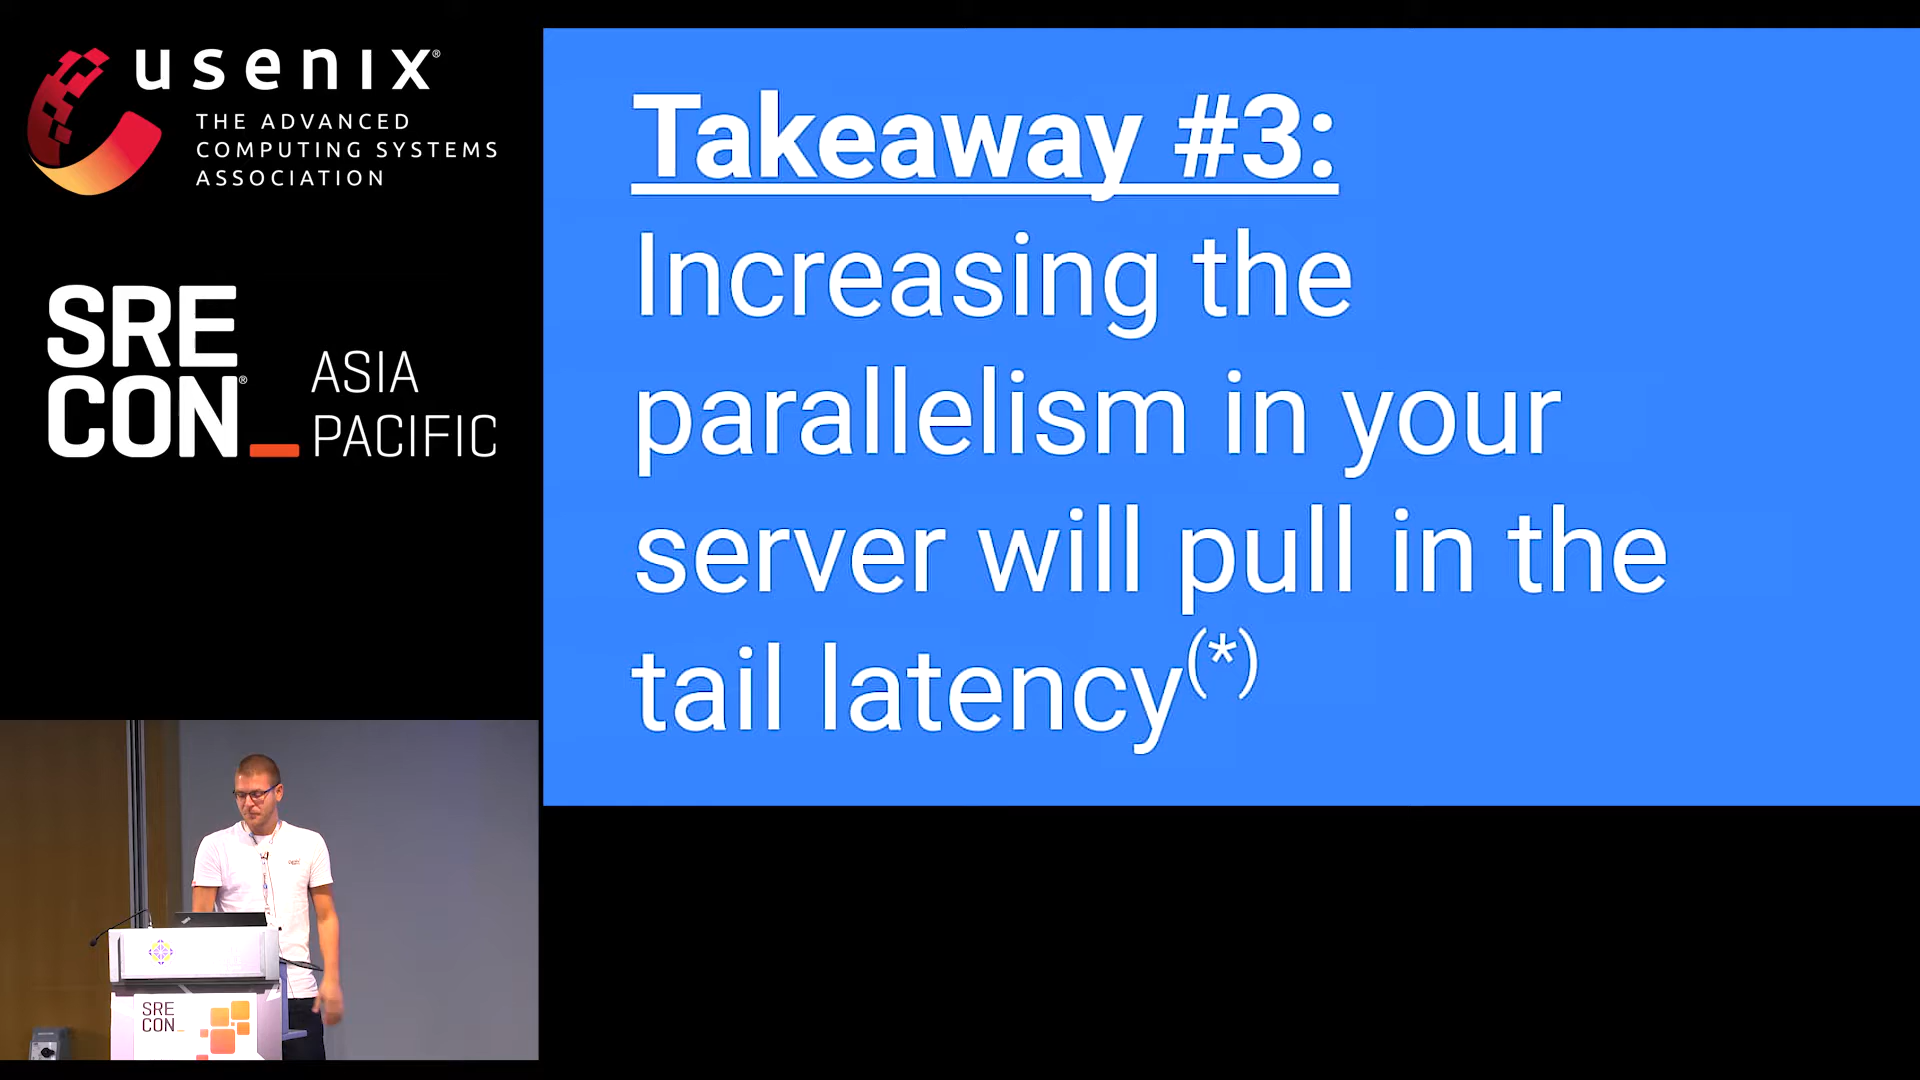 usenix®
THE ADVANCED
COMPUTING SYSTEMS
ASSOCIATION
SRE
CON®_
ASIA
PACIFIC
Takeaway #3:
Increasing the
parallelism in your
server will pull in the
tail latency(*)
SRE
CON_